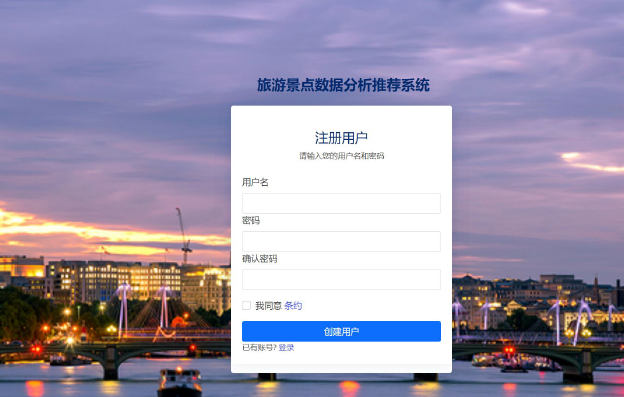 旅游景点数据分析推荐系统
注册用户
请输入您的用户名和密码
用户名
密码
确认密码
我同意 条约
创建用户
已有账号? 登录